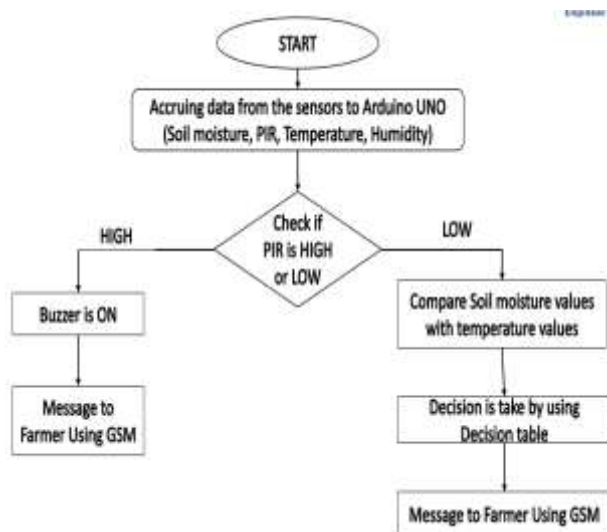 START
Accruing data from the sensors to Arduino UNO
(Soil moisture, PIR, Temperature, Humidity)
Check if
PIR is HIGH
or LOW
HIGH
LOW
Buzzer is ON
Compare Soil moisture values
with temperature values
Message to
Farmer Using GSM
Decision is take by using
Decision table
Message to Farmer Using GSM